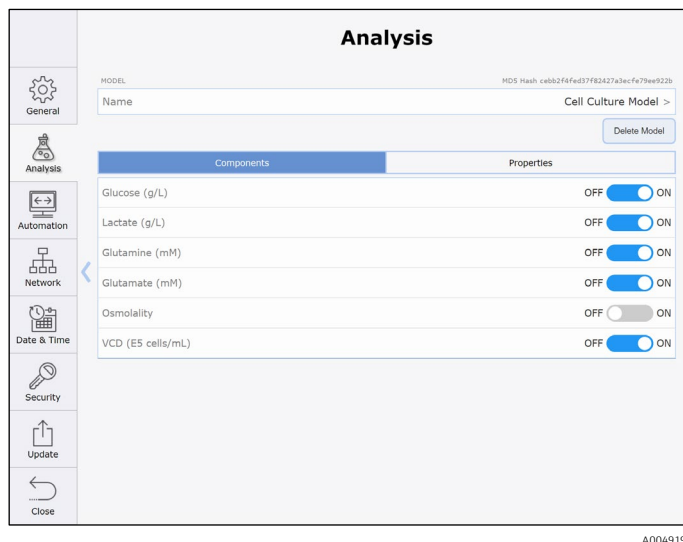 Analysis
General
Analysis
Automation
Network
Date & Time
Security
Update
Close
MODEL
MD5 Hash cebb2f4fed37f82427a3ecfe79ee922b
Name
Cell Culture Model >
Delete Model
Components
Properties
Glucose (g/L)
OFF ON
Lactate (g/L)
OFF ON
Glutamine (mM)
OFF ON
Glutamate (mM)
OFF ON
Osmolality
OFF ON
VCD (E5 cells/mL)
OFF ON
A004919